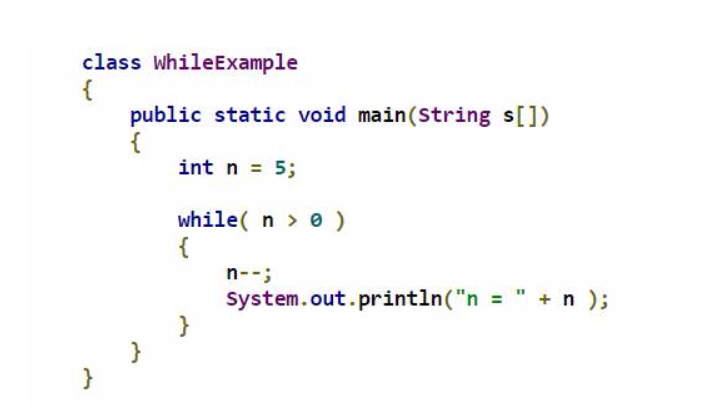 class WhileExample
{
    public static void main(String s[])
    {
        int n = 5;

        while( n > 0 )
        {
            n--;
            System.out.println("n = " + n );
        }
    }
}